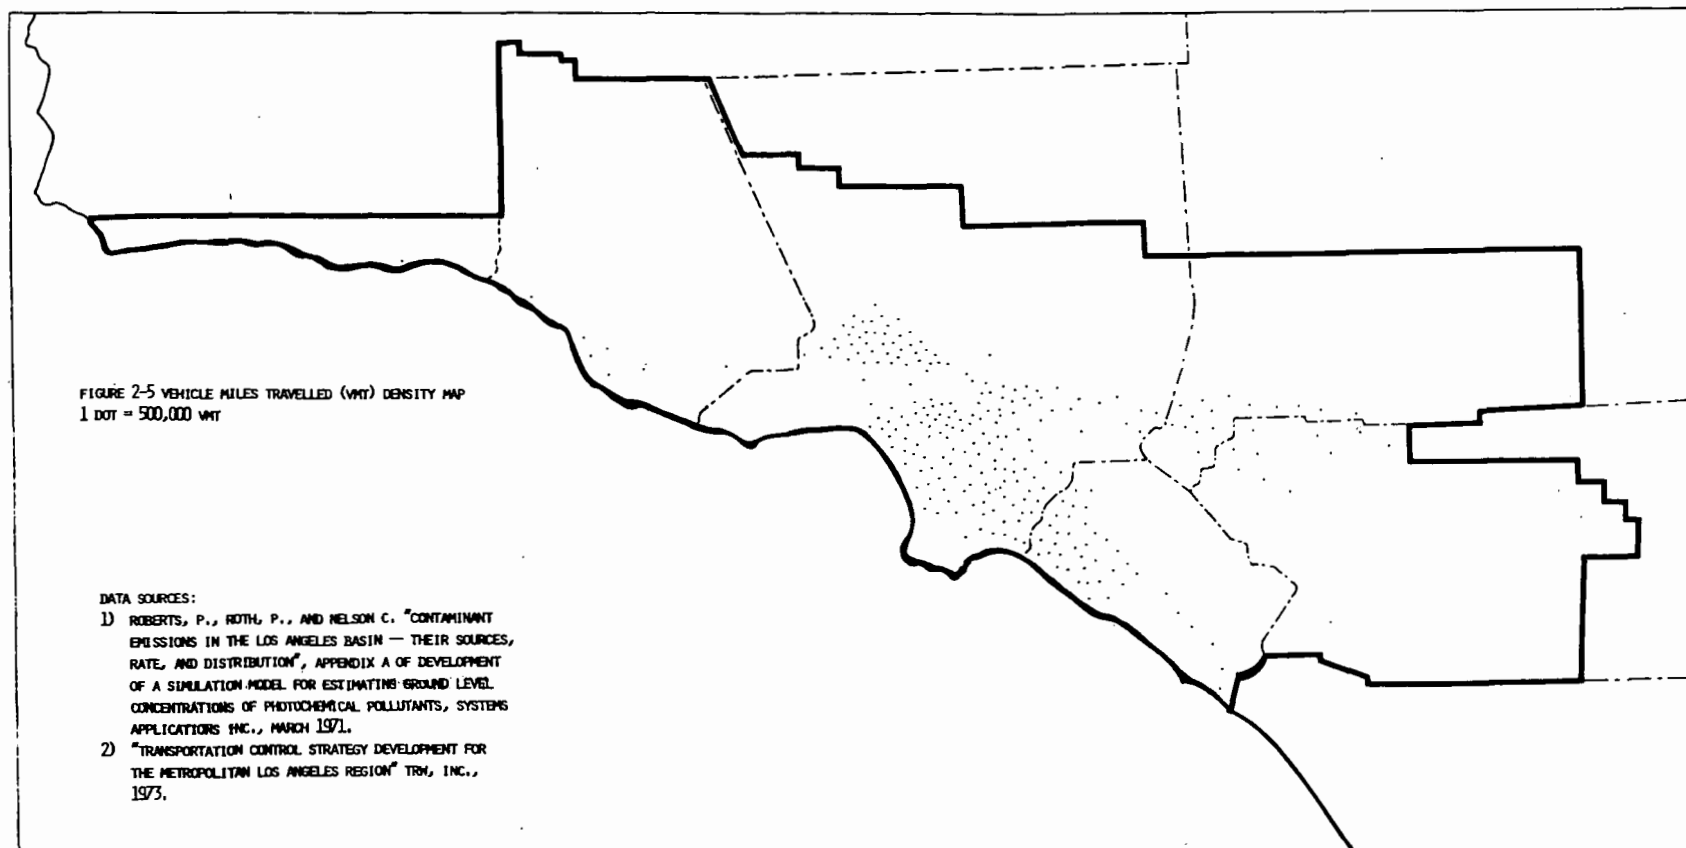 FIGURE 2-5 VEHICLE MILES TRAVELLED (VMT) DENSITY MAP
1 DOT = 500,000 VMT
DATA SOURCES:
1) ROBERTS, P., ROTH, P., AND NELSON C. "CONTAMINANT
EMISSIONS IN THE LOS ANGELES BASIN — THEIR SOURCES,
RATE, AND DISTRIBUTION", APPENDIX A OF DEVELOPMENT
OF A SIMULATION MODEL FOR ESTIMATING GROUND LEVEL
CONCENTRATIONS OF PHOTOCHEMICAL POLLUTANTS, SYSTEMS
APPLICATIONS INC., MARCH 1971.
2) "TRANSPORTATION CONTROL STRATEGY DEVELOPMENT FOR
THE METROPOLITAN LOS ANGELES REGION" TRW, INC.,
1973.